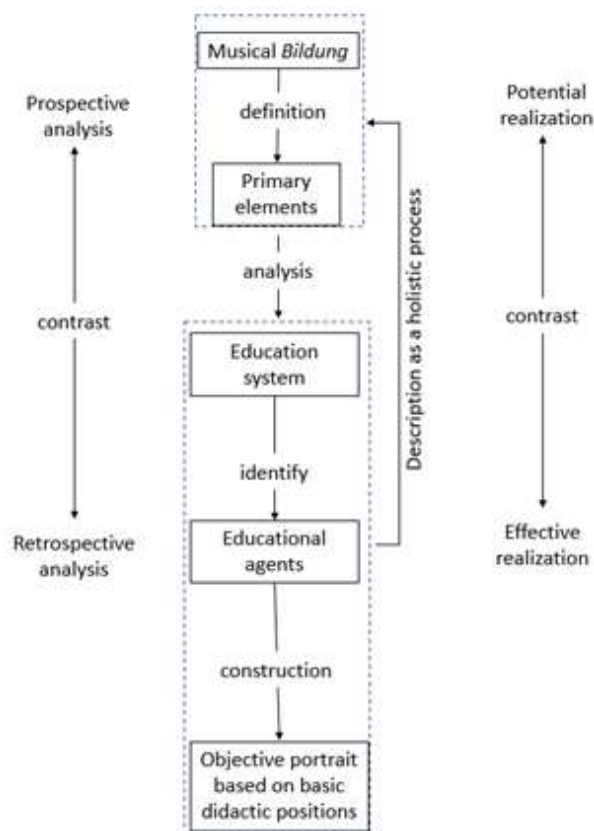 Musical Bildung
Prospective
analysis
Potential
realization
definition
Primary
elements
analysis
contrast
contrast
Description as a holistic process
Education
system
identify
Retrospective
analysis
Educational
agents
Effective
realization
construction
Objective portrait
based on basic
didactic positions